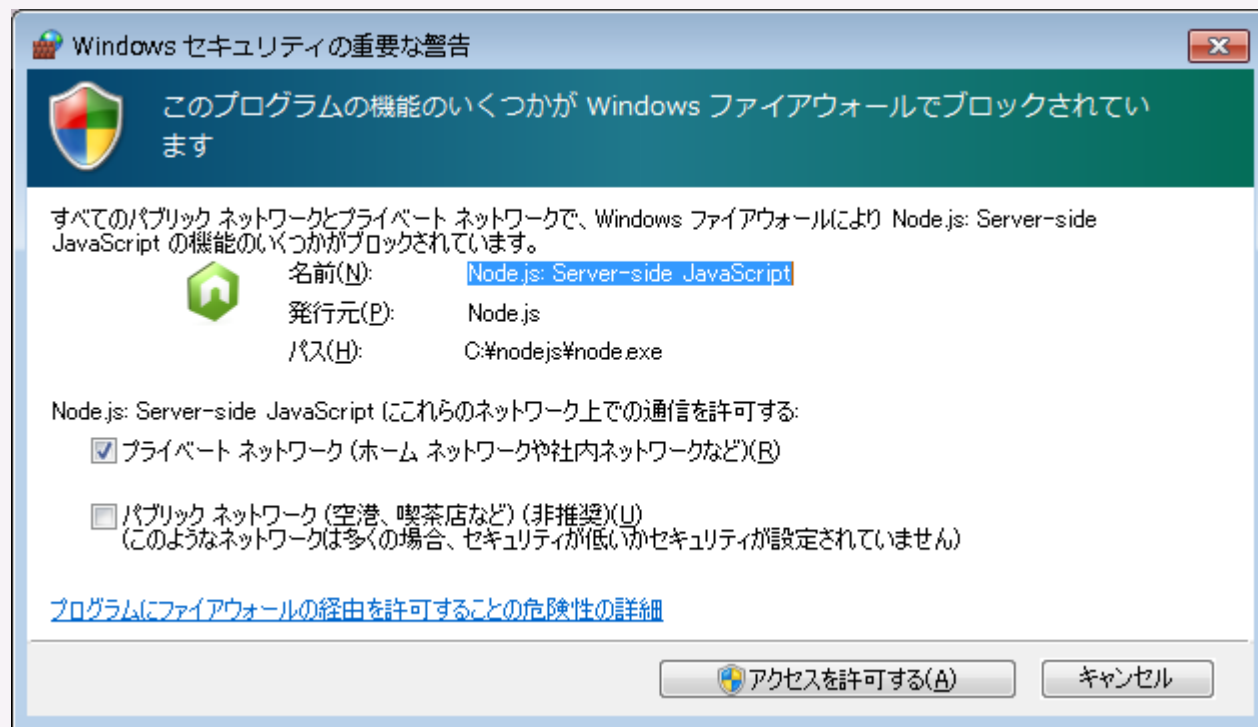 Windows セキュリティの重要な警告
このプログラムの機能のいくつかが Windows ファイアウォールでブロックされてい
ます
すべてのパブリック ネットワークとプライベート ネットワークで、Windows ファイアウォールにより Node.js: Server-side
JavaScript の機能のいくつかがブロックされています。
名前(N): Node.js: Server-side JavaScript
発行元(P): Node.js
パス(H): C:¥nodejs¥node.exe
Node.js: Server-side JavaScript にこれらのネットワーク上での通信を許可する:
プライベート ネットワーク (ホーム ネットワークや社内ネットワークなど)(R)
パブリック ネットワーク (空港、喫茶店など) (非推奨)(U)
(このようなネットワークは多くの場合、セキュリティが低いかセキュリティが設定されていません)
プログラムにファイアウォールの経由を許可することの危険性の詳細
アクセスを許可する(A) キャンセル